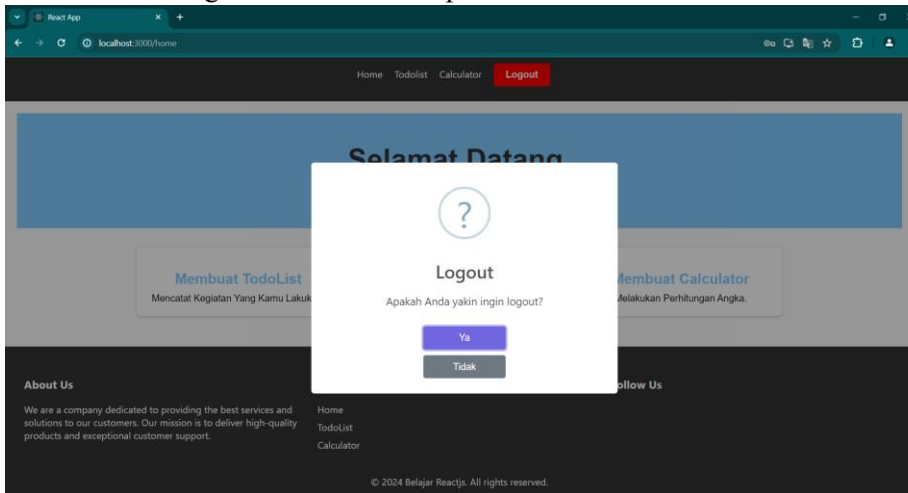 React App
localhost:3000/home
Home Todolist Calculator Logout
Selamat Datang
Membuat TodoList
Mencatat Kegiatan Yang Kamu Lakuk
Membuat Calculator
Melakukan Perhitungan Angka.
?
Logout
Apakah Anda yakin ingin logout?
Ya
Tidak
About Us
We are a company dedicated to providing the best services and
solutions to our customers. Our mission is to deliver high-quality
products and exceptional customer support.
Home
TodoList
Calculator
ollow Us
© 2024 Belajar Reactjs. All rights reserved.